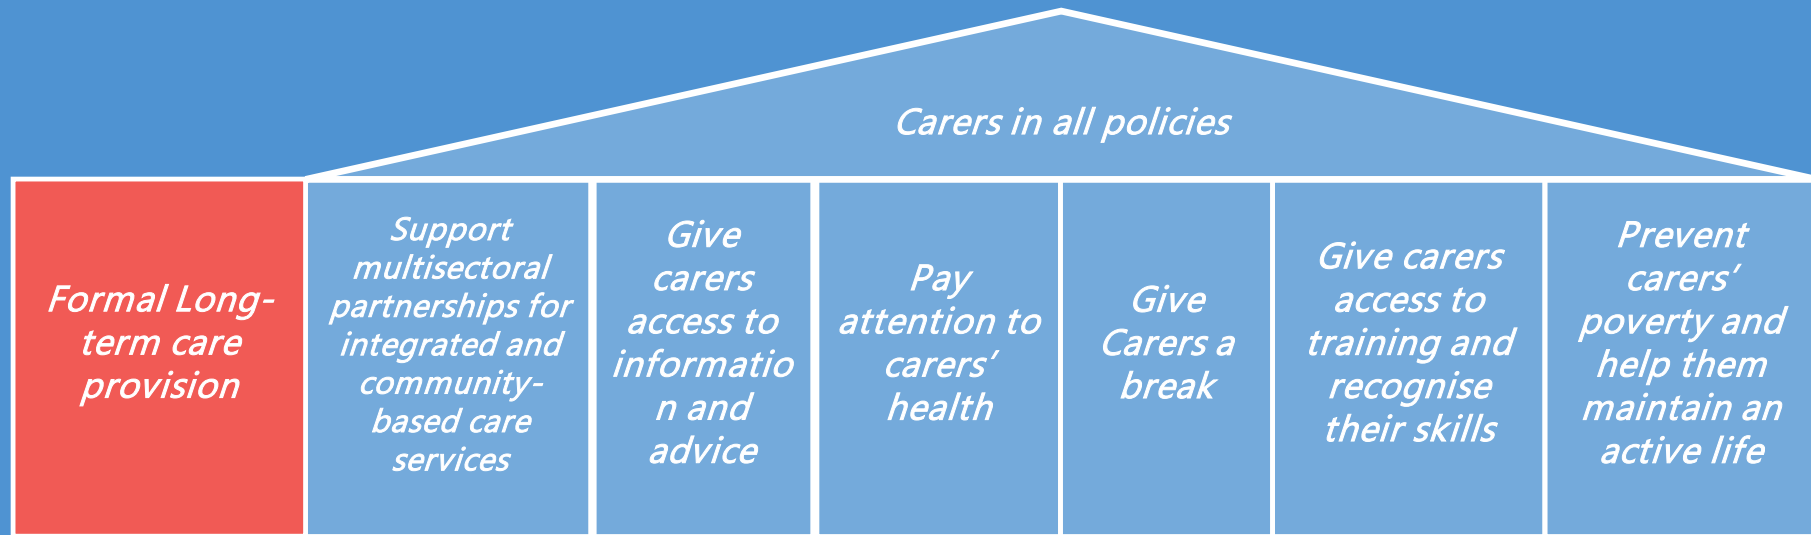 Carers in all policies
Formal Long-
term care
provision
Support
multisectoral
partnerships for
integrated and
community-
based care
services
Give
carers
access to
informatio
n and
advice
Pay
attention to
carers’
health
Give
Carers a
break
Give carers
access to
training and
recognise
their skills
Prevent
carers’
poverty and
help them
maintain an
active life